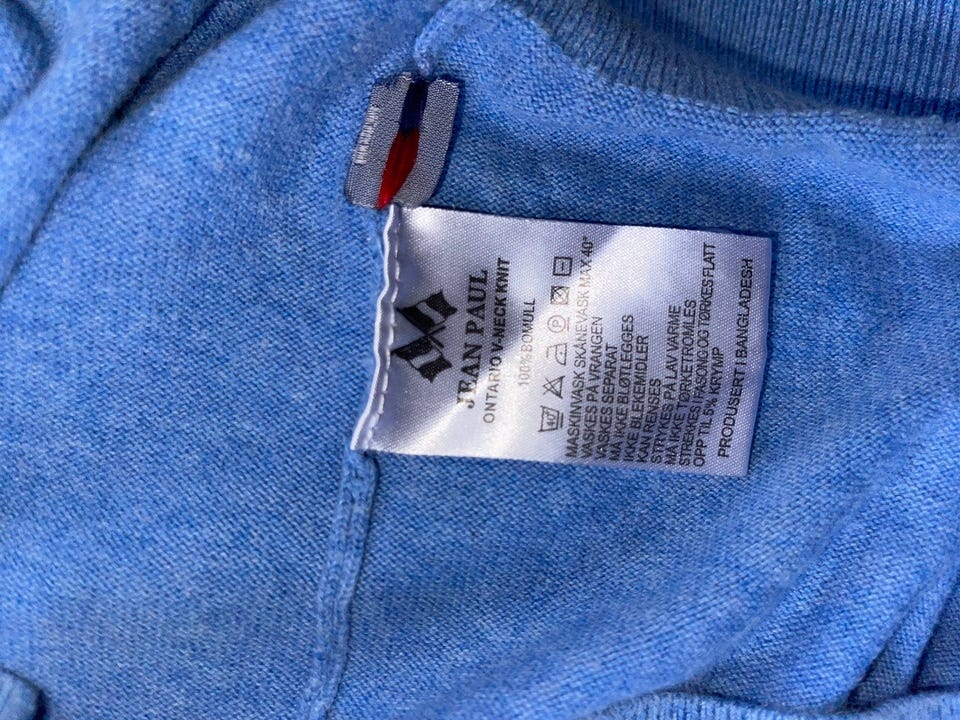 JEAN PAUL
ONTARIO V-NECK KNIT
100% BOMULL
40
P
MASKINVASK SKÅNEVASK MAX 40°
VASKES PÅ VRANGEN
VASKES SEPARAT
MÅ IKKE BLØTLEGGES
IKKE BLEKEMIDLER
KAN RENSES
STRYKES PÅ LAV VARME
MÅ IKKE TØRKETROMLES
STREKKES I FASONG OG TØRKES FLATT
OPP TIL 5% KRYMP
PRODUSERT I BANGLADESH